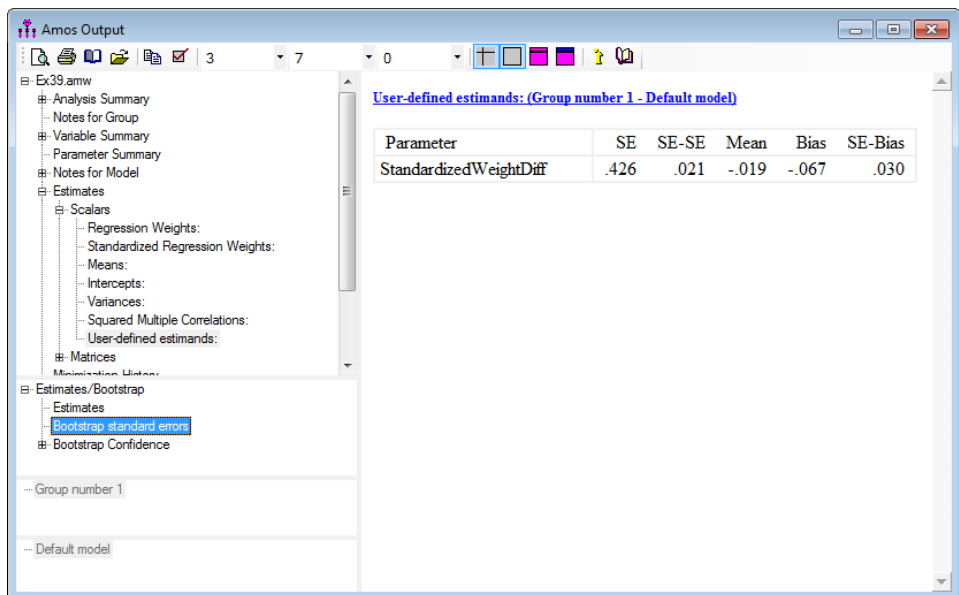 Amos Output
3 7 0
Ex39.amw
Analysis Summary
Notes for Group
Variable Summary
Parameter Summary
Notes for Model
Estimates
Scalars
Regression Weights:
Standardized Regression Weights:
Means:
Intercepts:
Variances:
Squared Multiple Correlations:
User-defined estimands:
Matrices
Minimization History
Estimates/Bootstrap
Estimates
Bootstrap standard errors
Bootstrap Confidence
Group number 1
Default model
User-defined estimands: (Group number 1 - Default model)
Parameter SE SE-SE Mean Bias SE-Bias
StandardizedWeightDiff .426 .021 -.019 -.067 .030